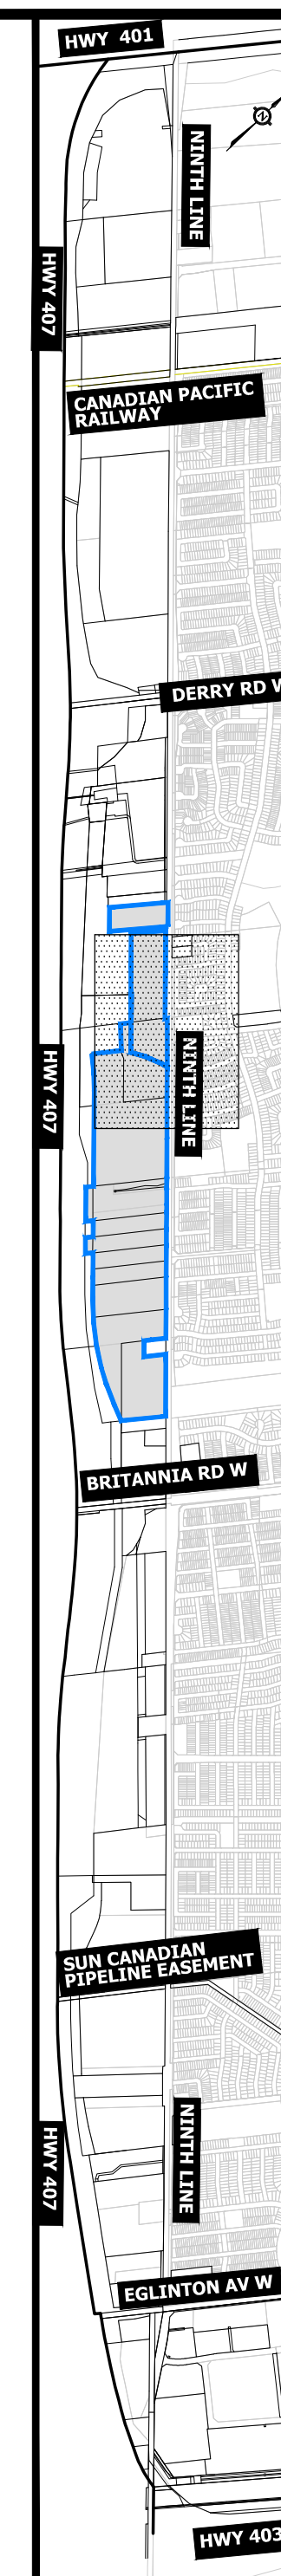 HWY 401
NINTH LINE
HWY 407
CANADIAN PACIFIC
RAILWAY
DERRY RD W
NINTH LINE
HWY 407
BRITANNIA RD W
SUN CANADIAN
PIPELINE EASEMENT
NINTH LINE
HWY 407
EGLINTON AV W
HWY 403